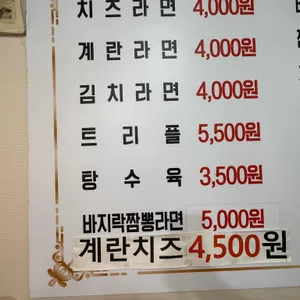 치즈라면 4,000원
계란라면 4,000원
김치라면 4,000원
트리플 5,500원
탕수육 3,500원
바지락짬뽕라면 5,000원
계란치즈 4,500원